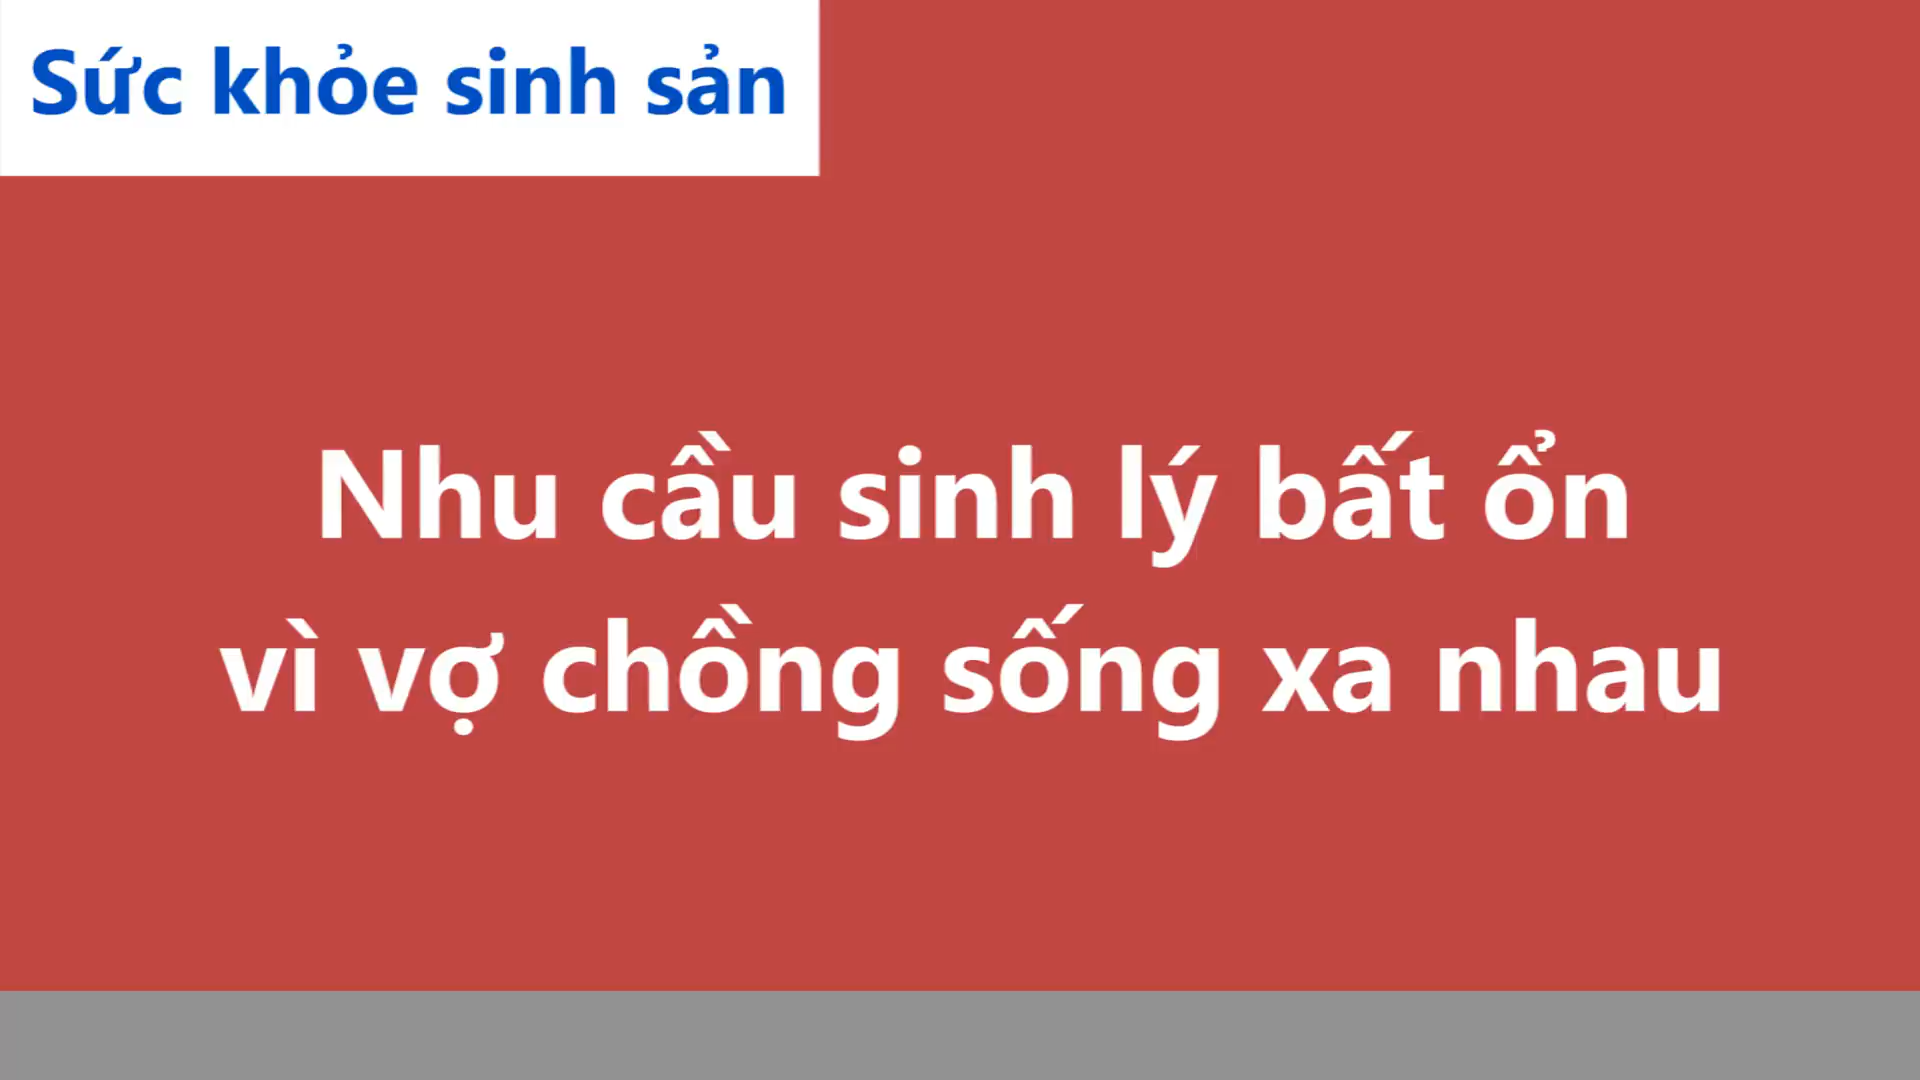 Sức khỏe sinh sản
Nhu cầu sinh lý bất ổn
vì vợ chồng sống xa nhau